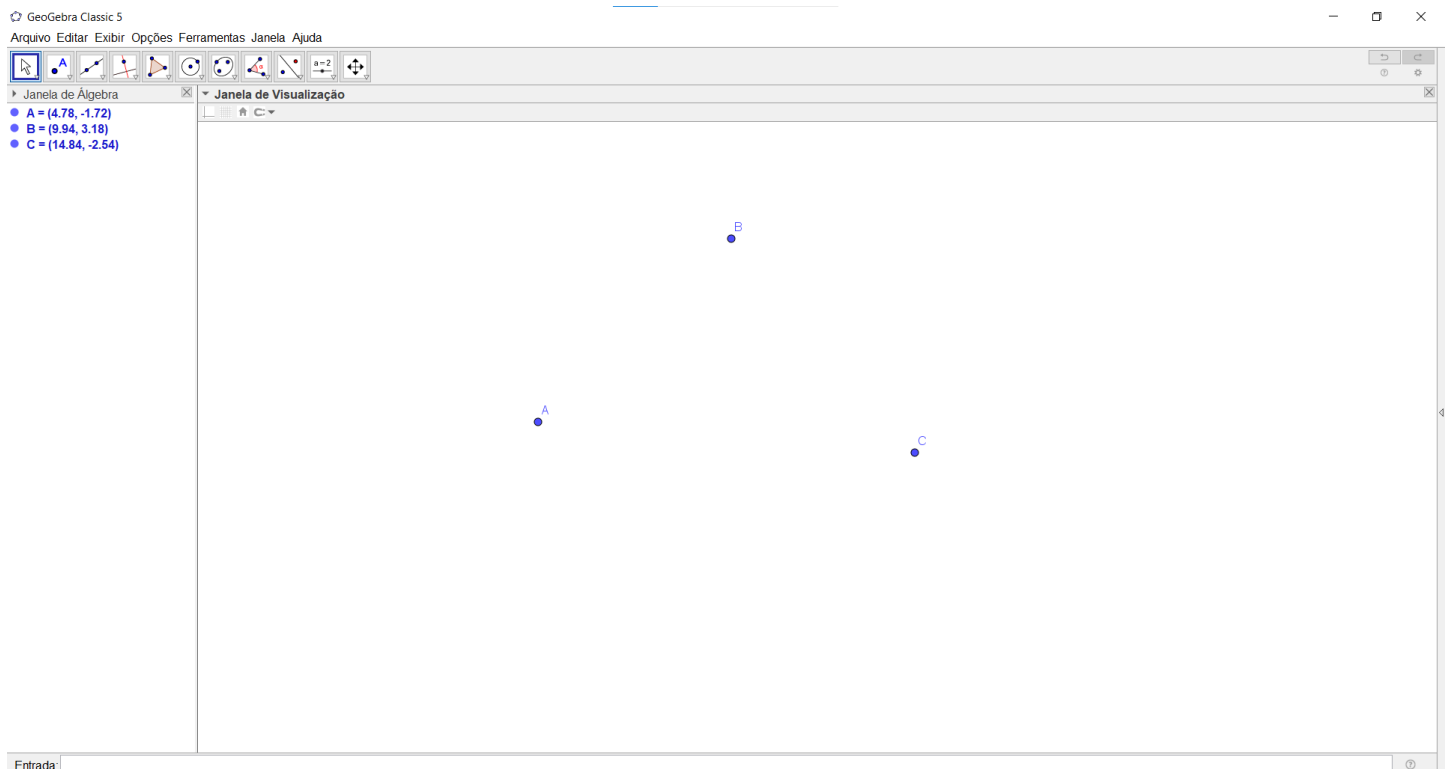 GeoGebra Classic 5
Arquivo Editar Exibir Opções Ferramentas Janela Ajuda
A
a=2
Janela de Álgebra
Janela de Visualização
A = (4.78, -1.72)
B = (9.94, 3.18)
C = (14.84, -2.54)
B
A
C
Entrada: